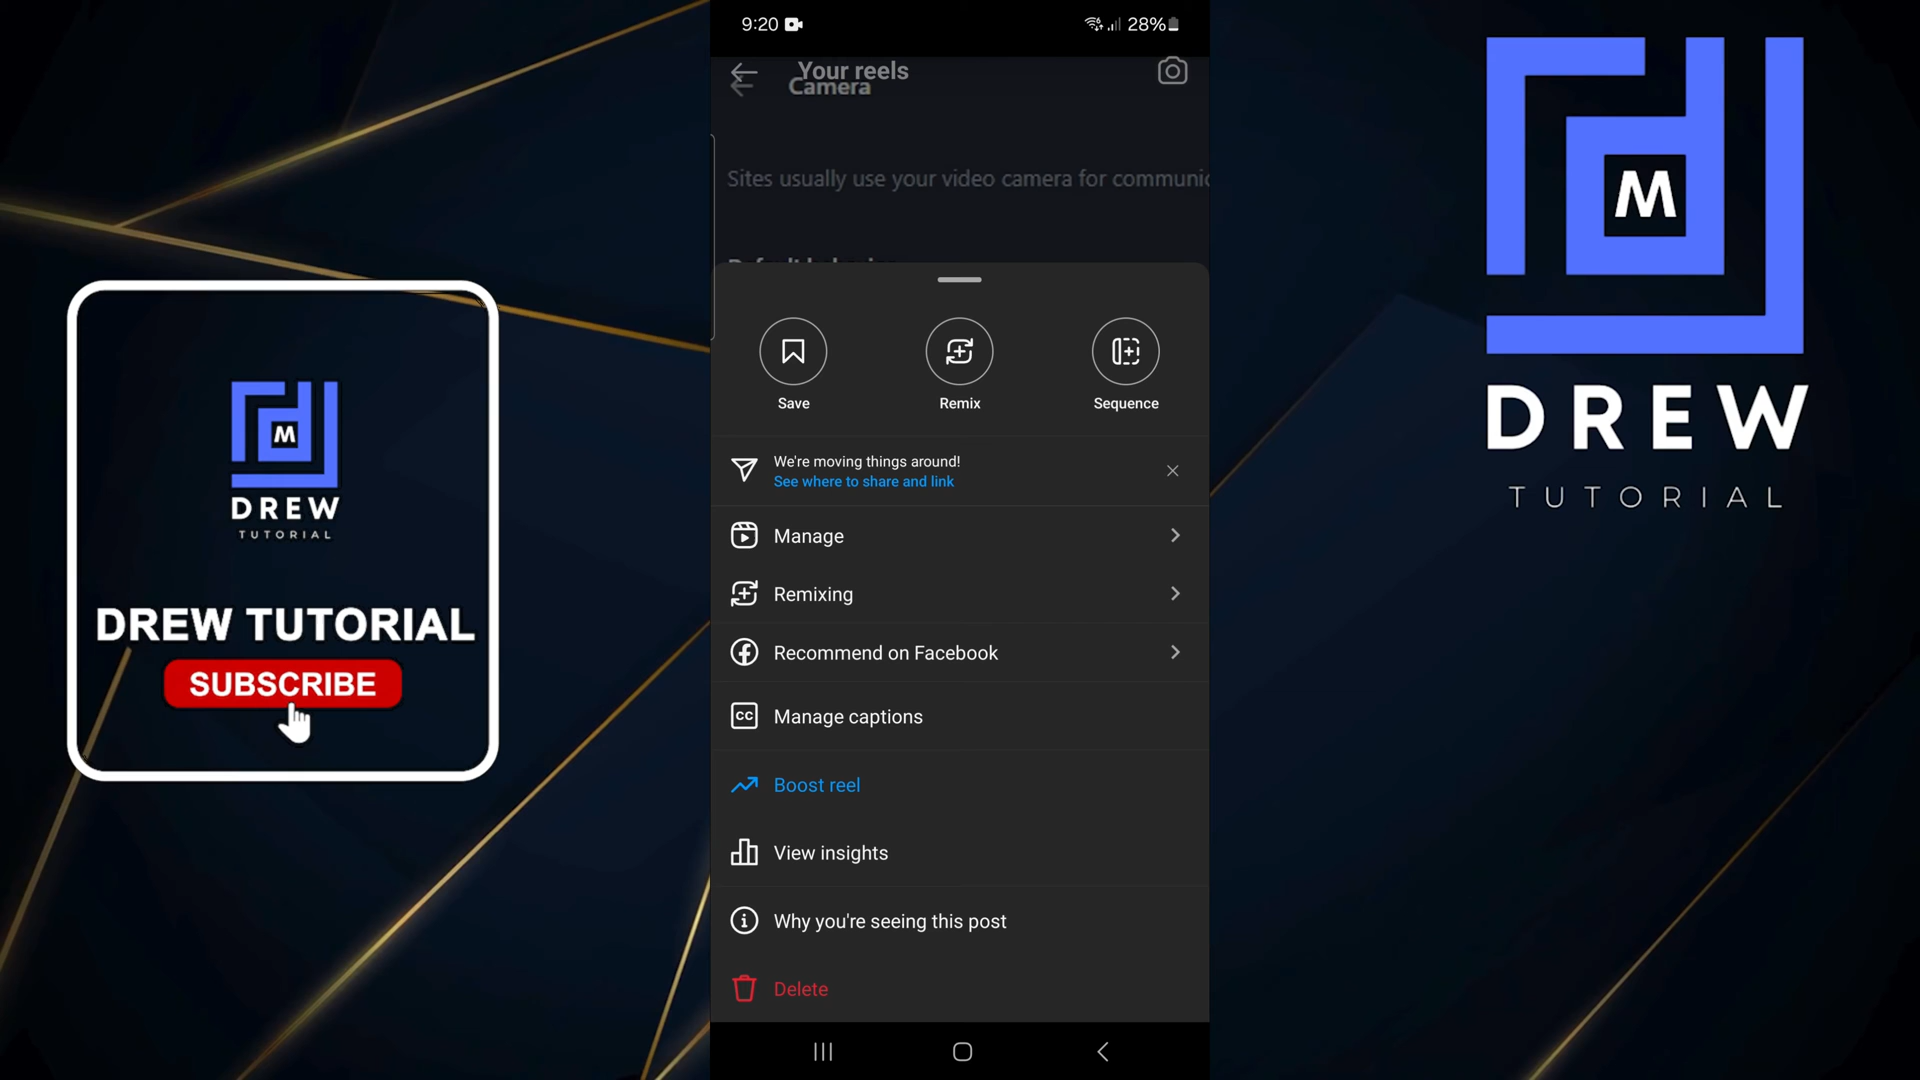 9:20
28%
Your reels
Camera
Sites usually use your video camera for communic
Save
Remix
Sequence
We're moving things around!
See where to share and link
Manage
Remixing
Recommend on Facebook
CC
Manage captions
Boost reel
View insights
Why you're seeing this post
Delete
M
DREW
TUTORIAL
DREW TUTORIAL
SUBSCRIBE
M
DREW
TUTORIAL